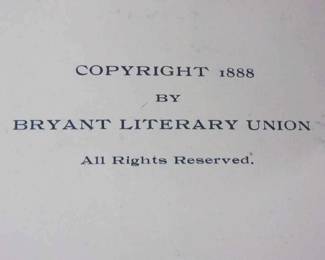 COPYRIGHT 1888
BY
BRYANT LITERARY UNION
All Rights Reserved.